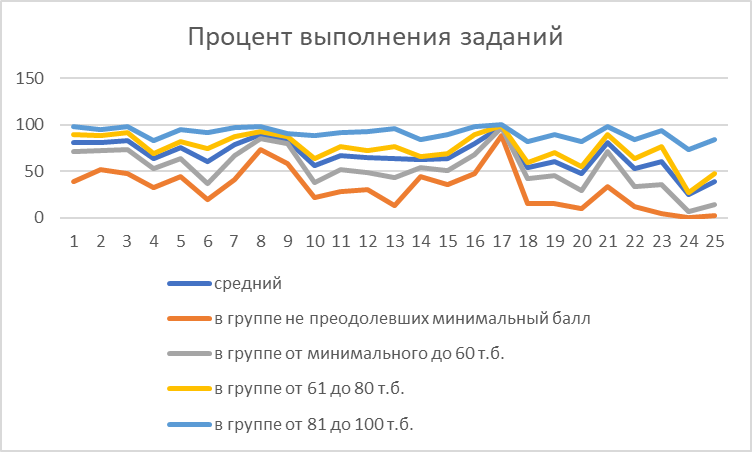 Процент выполнения заданий
150
100
50
0
1 2 3 4 5 6 7 8 9 10 11 12 13 14 15 16 17 18 19 20 21 22 23 24 25
средний
в группе не преодолевших минимальный балл
в группе от минимального до 60 т.б.
в группе от 61 до 80 т.б.
в группе от 81 до 100 т.б.